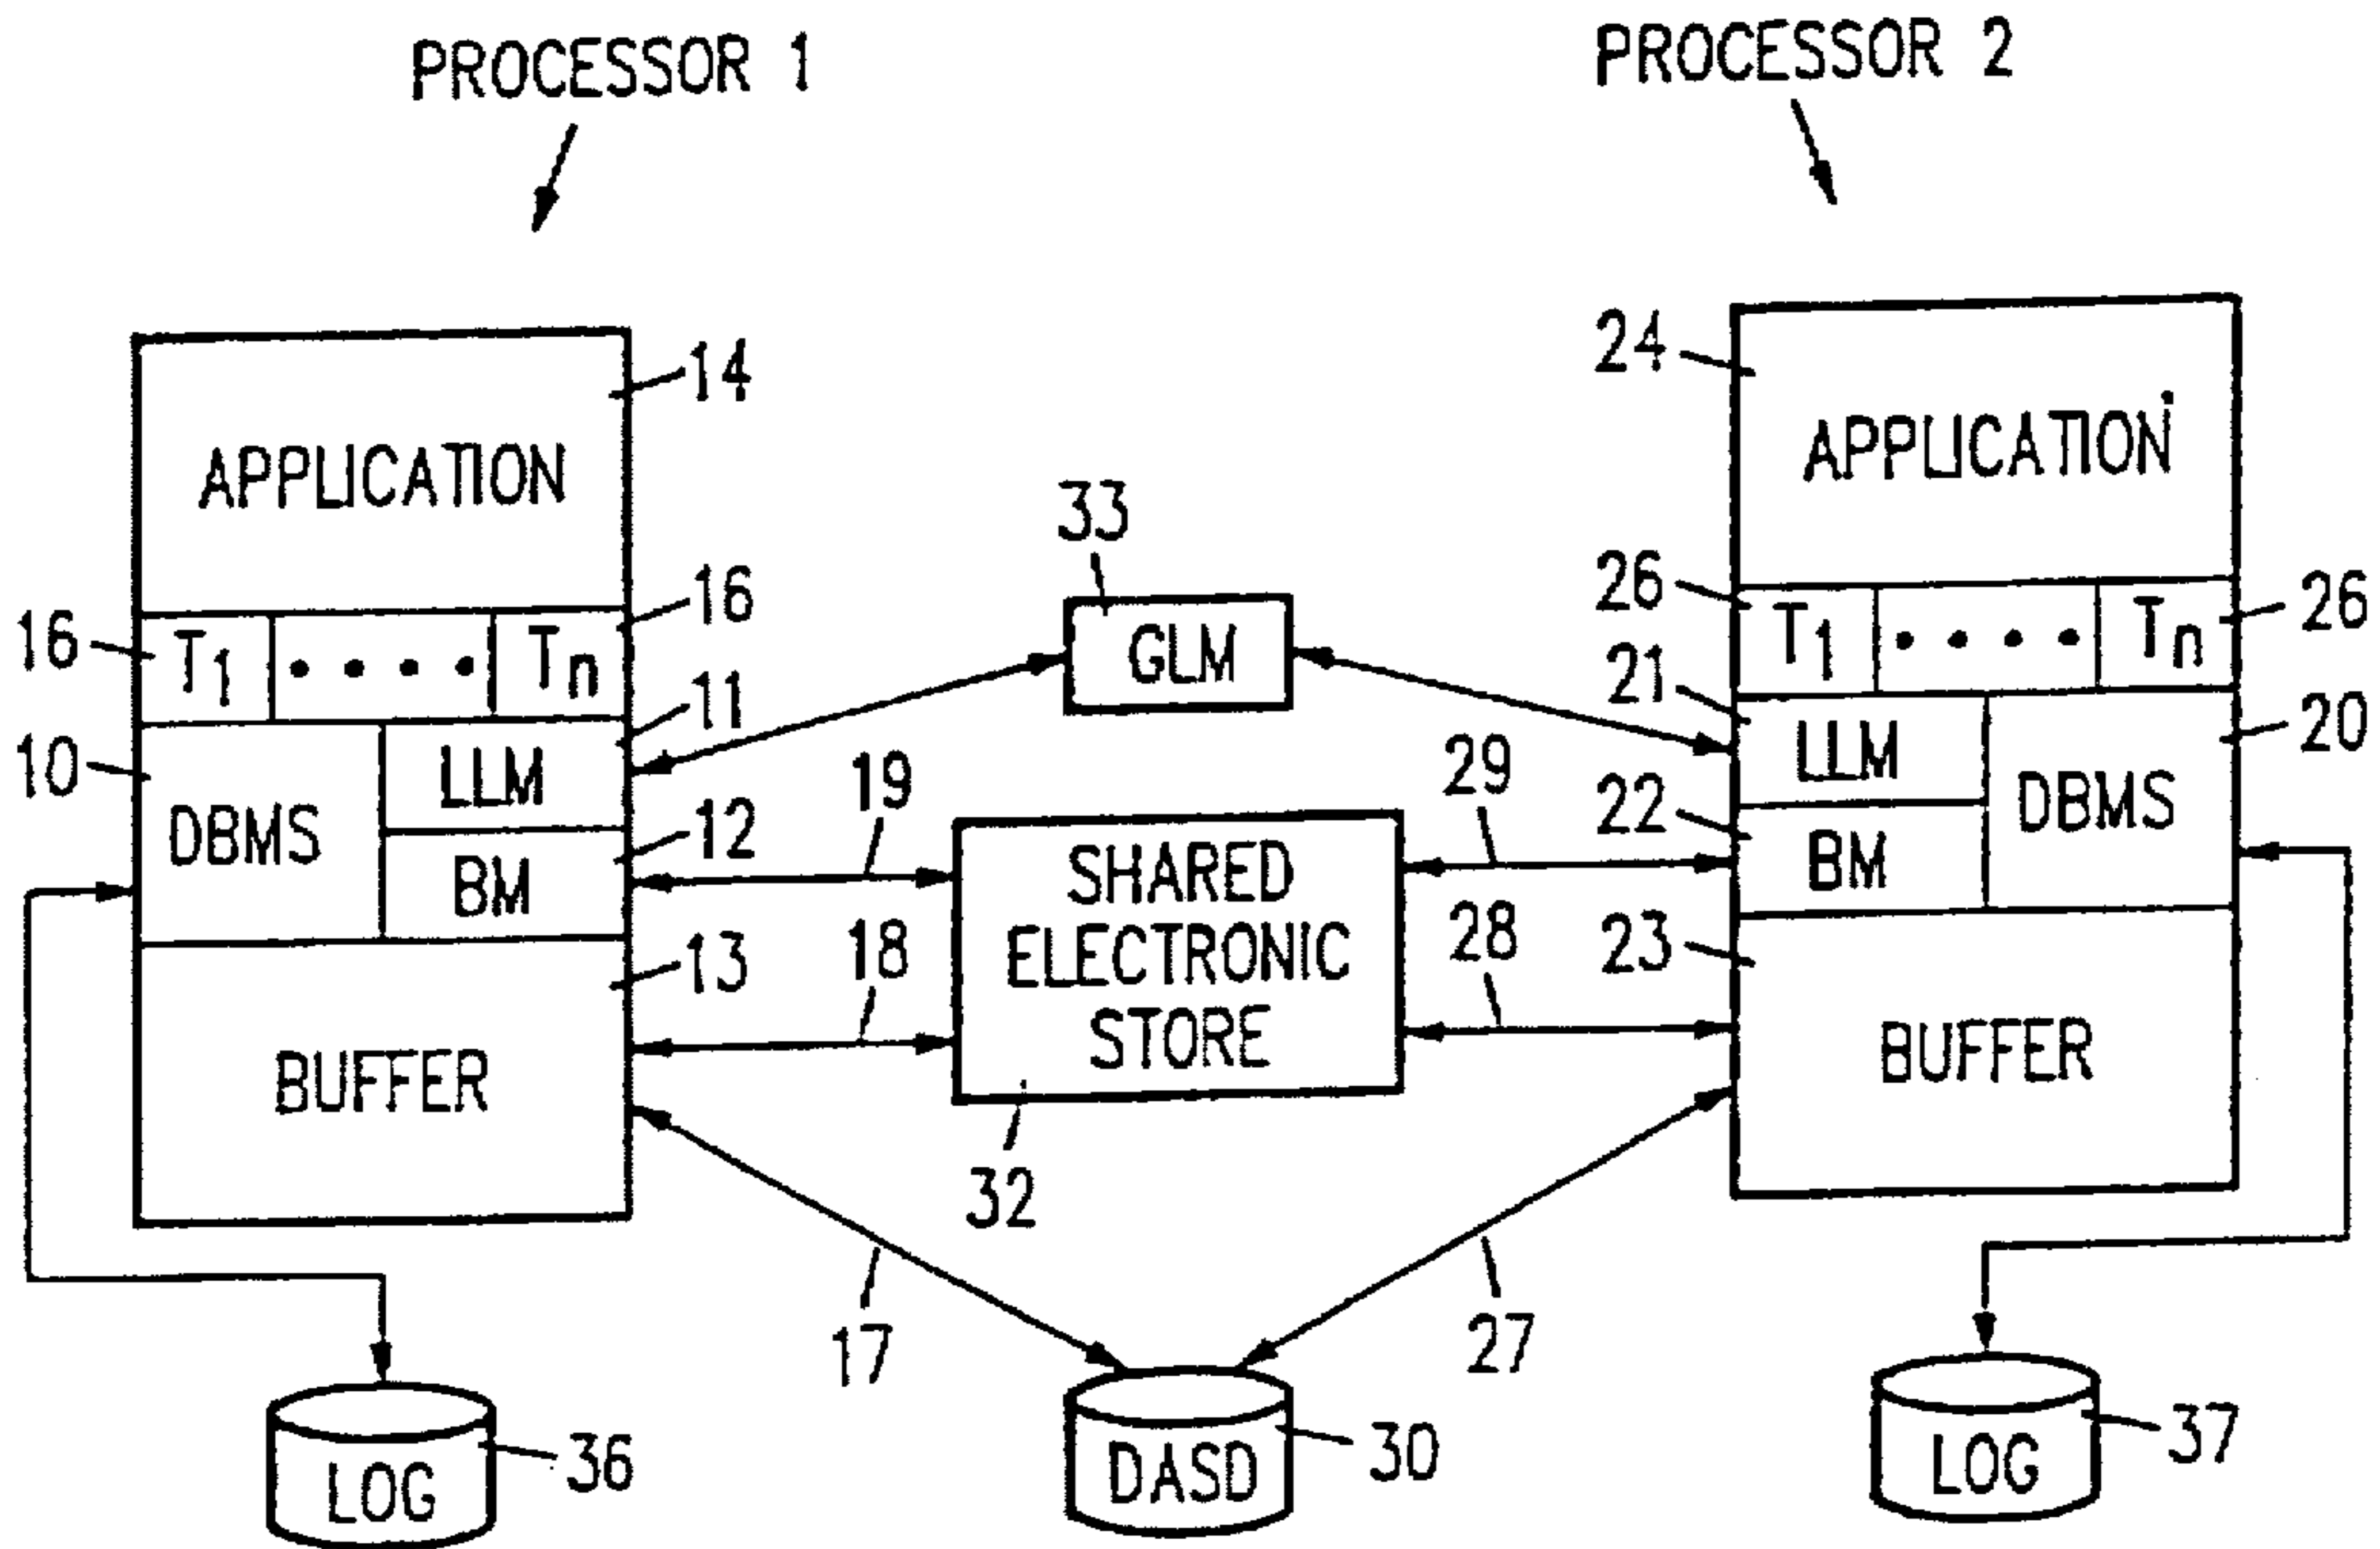 PROCESSOR 1
PROCESSOR 2
14
APPLICATION
24
APPLICATION
33
GLM
16
T1
Tn
16
26
T1
Tn
26
10
DBMS
LLM
11
BM
12
21
LLM
22
BM
DBMS
20
19
29
SHARED
ELECTRONIC
STORE
18
28
32
13
BUFFER
23
BUFFER
17
27
LOG
36
DASD
30
LOG
37